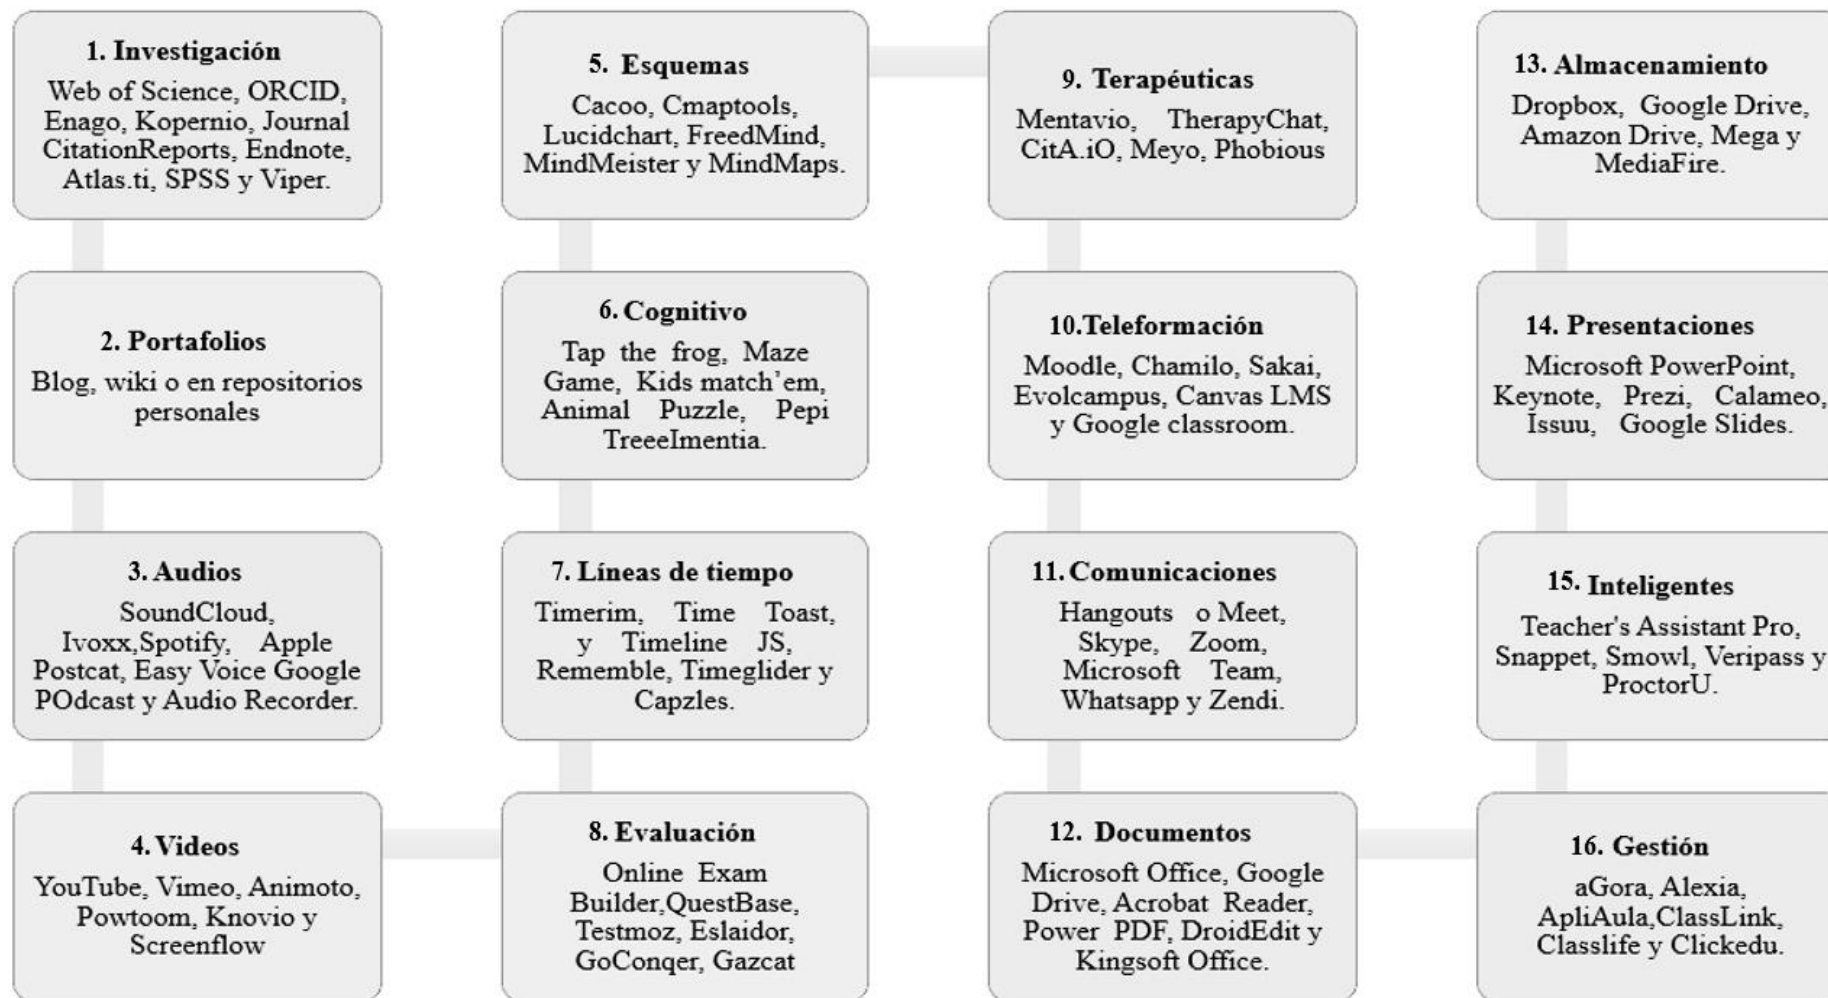 1. Investigación
Web of Science, ORCID,
Enago, Kopernio, Journal
CitationReports, Endnote,
Atlas.ti, SPSS y Viper.
2. Portafolios
Blog, wiki o en repositorios
personales
3. Audios
SoundCloud,
Ivoxx,Spotify, Apple
Postcat, Easy Voice Google
POdcast y Audio Recorder.
4. Videos
YouTube, Vimeo, Animoto,
Powtoom, Knovio y
Screenflow
5. Esquemas
Cacoo, Cmaptools,
Lucidchart, FreedMind,
MindMeister y MindMaps.
6. Cognitivo
Tap the frog, Maze
Game, Kids match'em,
Animal Puzzle, Pepi
TreeeImentia.
7. Líneas de tiempo
Timerim, Time Toast,
y Timeline JS,
Remember, Timeglider y
Capzles.
8. Evaluación
Online Exam
Builder,QuestBase,
Testmoz, Eslaidor,
GoConqer, Gazcat
9. Terapéuticas
Mentavio, TherapyChat,
CitA.iO, Meyo, Phobious
10.Teleformación
Moodle, Chamilo, Sakai,
Evolcampus, Canvas LMS
y Google classroom.
11. Comunicaciones
Hangouts o Meet,
Skype, Zoom,
Microsoft Team,
Whatsapp y Zendi.
12. Documentos
Microsoft Office, Google
Drive, Acrobat Reader,
Power PDF, DroidEdit y
Kingsoft Office.
13. Almacenamiento
Dropbox, Google Drive,
Amazon Drive, Mega y
MediaFire.
14. Presentaciones
Microsoft PowerPoint,
Keynote, Prezi, Calameo,
Issuu, Google Slides.
15. Inteligentes
Teacher's Assistant Pro,
Snappet, Smowl, Veripass y
ProctorU.
16. Gestión
aGora, Alexia,
ApliAula,ClassLink,
Classlife y Clickedu.